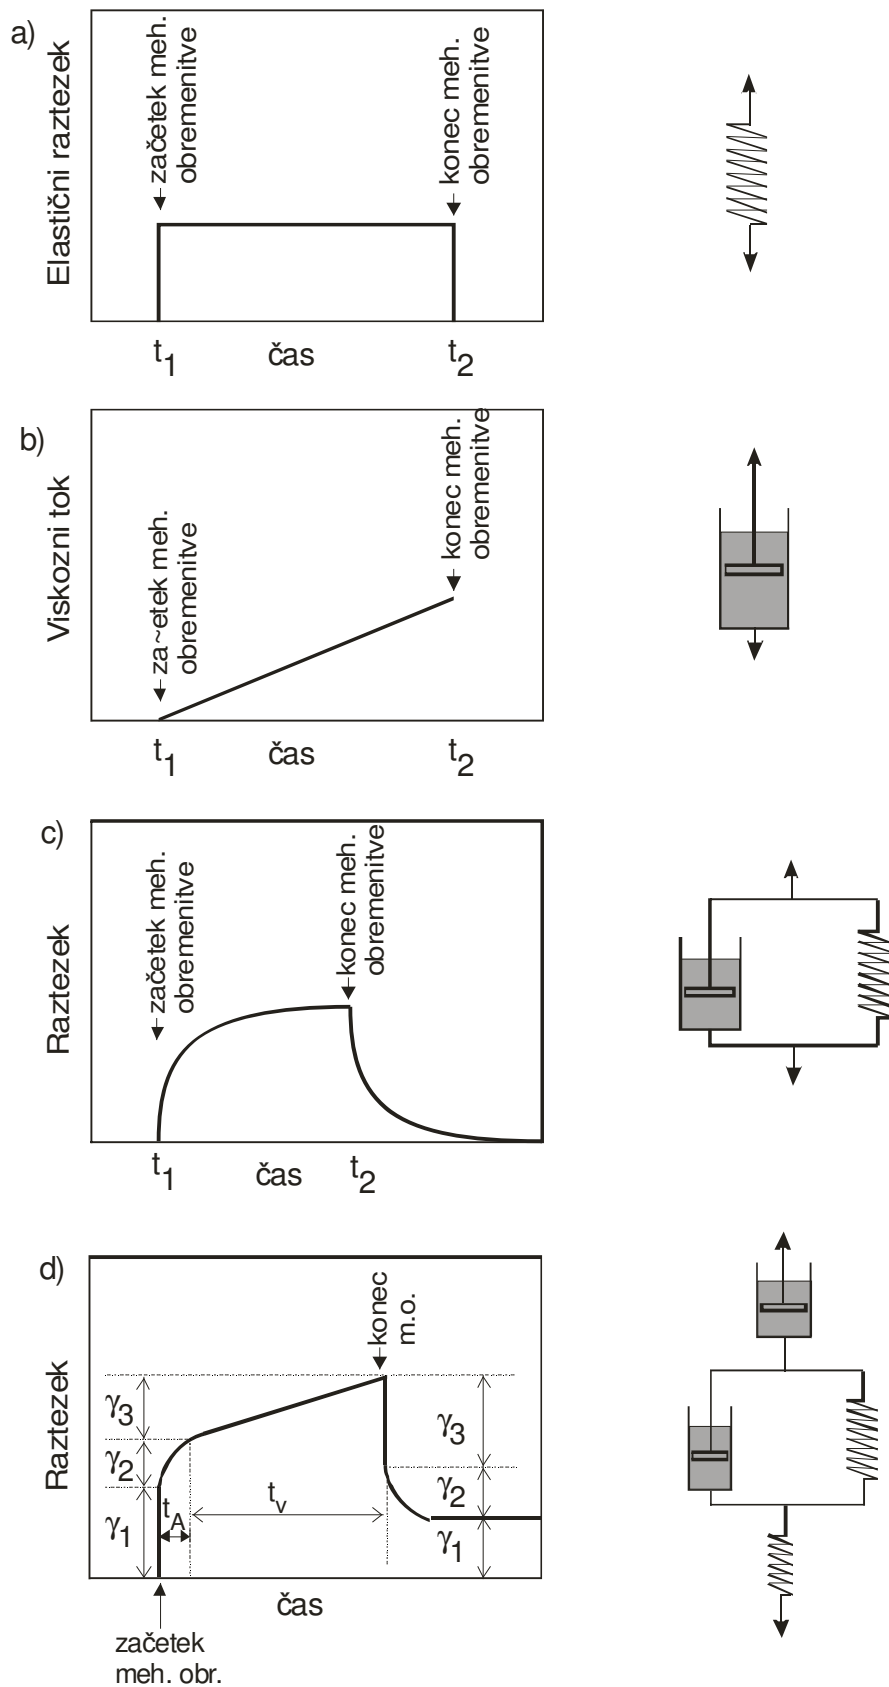 a)
Elastični raztezek
začetek meh.
obremenitve
konec meh.
obremenitve
t1
čas
t2
b)
Viskozni tok
za~etek meh.
obremenitve
konec meh.
obremenitve
t1
čas
t2
c)
Raztezek
začetek meh.
obremenitve
konec meh.
obremenitve
t1
čas
t2
d)
Raztezek
konec
m.o.
γ3
γ2
γ1
tA
tv
γ3
γ2
γ1
čas
začetek
meh. obr.